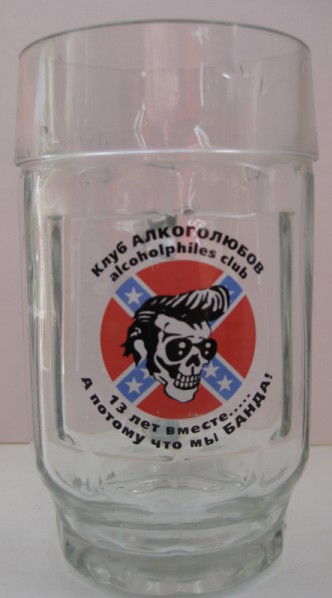 Клуб АЛКОГОЛЮБОВ
alcoholphiles club
13 лет вместе.....
А потому что мы БАНДА!